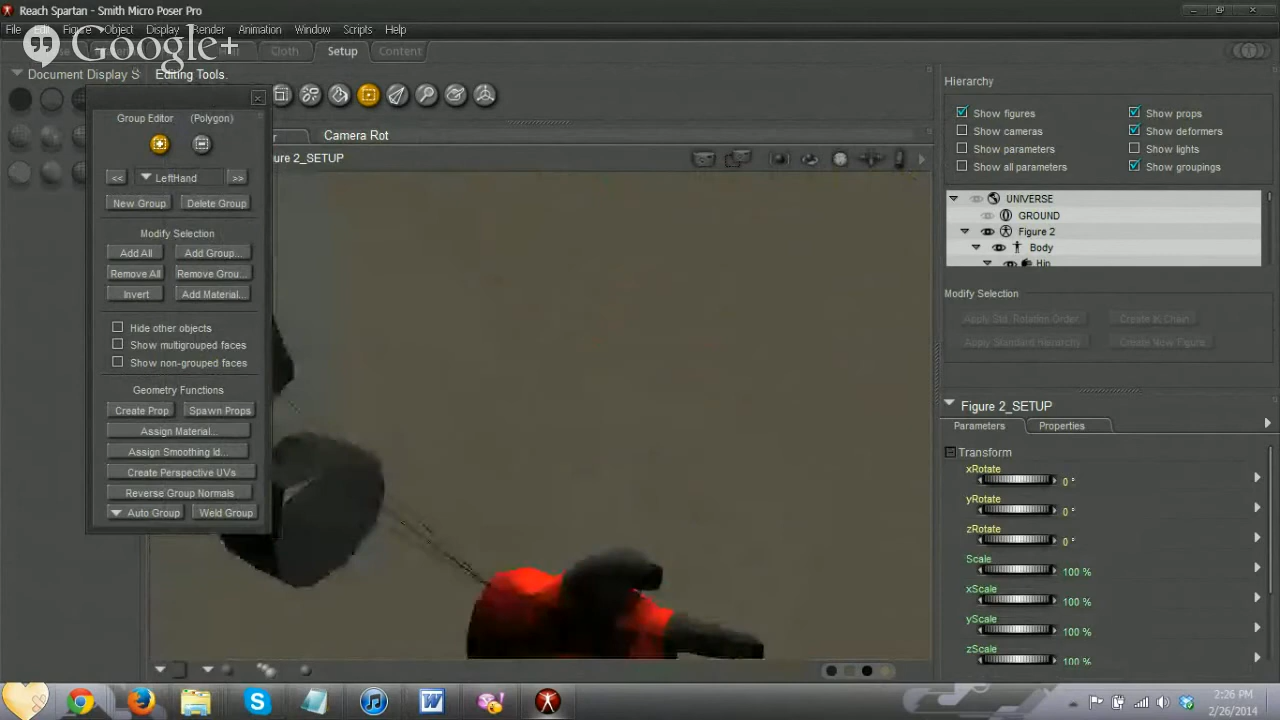 Reach Spartan - Smith Micro Poser Pro
File Edit Figure Object Display Render Animation Window Scripts Help
Google+
Cloth Setup Content
Document Display S Editing Tools.
Hierarchy
Group Editor (Polygon)
Show figures Show props
Show cameras Show deformers
Camera Rot
Show parameters Show lights
ure 2_SETUP
Show all parameters Show groupings
<< LeftHand >>
New Group Delete Group
UNIVERSE
GROUND
Figure 2
Body
Hip
Modify Selection
Add All Add Group...
Remove All Remove Grou...
Invert Add Material...
Modify Selection
Apply Std. Rotation Order Create IK Chain
Apply Standard Hierarchy Create New Figure
Hide other objects
Show multigrouped faces
Show non-grouped faces
Geometry Functions
Create Prop Spawn Props
Assign Material...
Assign Smoothing Id...
Create Perspective UVs
Reverse Group Normals
Auto Group Weld Group
Figure 2_SETUP
Parameters Properties
Transform
xRotate
0 °
yRotate
0 °
zRotate
0 °
Scale
100 %
xScale
100 %
yScale
100 %
zScale
100 %
2:26 PM
2/26/2014